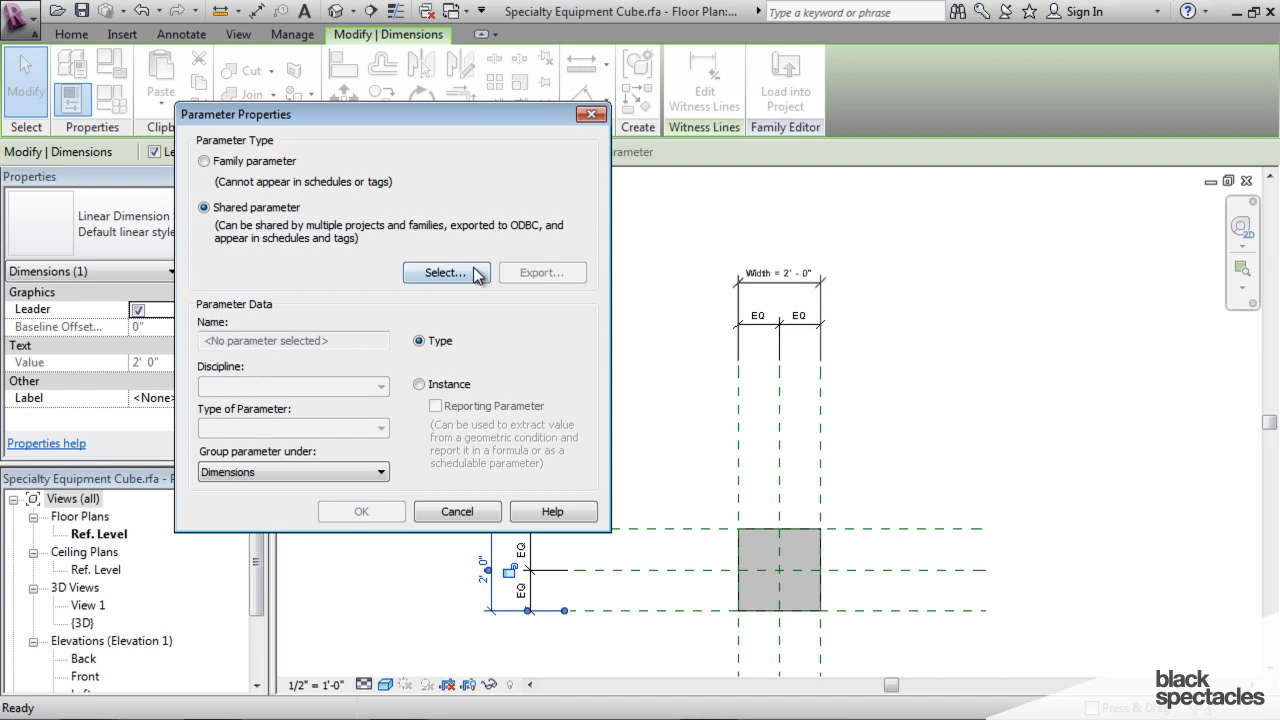 Specialty Equipment Cube.rfa - Floor Plan:...
Type a keyword or phrase
Sign In
Home
Insert
Annotate
View
Manage
Modify | Dimensions
Modify
Paste
Cut
Join
Edit
Witness Lines
Load into
Project
Select
Properties
Clipb
Create
Witness Lines
Family Editor
Modify | Dimensions
Le
arameter
Parameter Properties
Parameter Type
Family parameter
(Cannot appear in schedules or tags)
Shared parameter
(Can be shared by multiple projects and families, exported to ODBC, and
appear in schedules and tags)
Select...
Export...
Parameter Data
Name:
<No parameter selected>
Discipline:
Type of Parameter:
Group parameter under:
Dimensions
Type
Instance
Reporting Parameter
(Can be used to extract value
from a geometric condition and
report it in a formula or as a
schedulable parameter)
OK
Cancel
Help
Properties
Linear Dimension
Default linear style
Dimensions (1)
Graphics
Leader
Baseline Offset...
0"
Text
Value
2'  0"
Other
Label
<None>
Properties help
Specialty Equipment Cube.rfa - P
Views (all)
Floor Plans
Ref. Level
Ceiling Plans
Ref. Level
3D Views
View 1
{3D}
Elevations (Elevation 1)
Back
Front
Width = 2' - 0"
EQ
EQ
2D
2'  0"
EQ
EQ
1/2" = 1'-0"
Ready
Press & Drag
black
spectacles